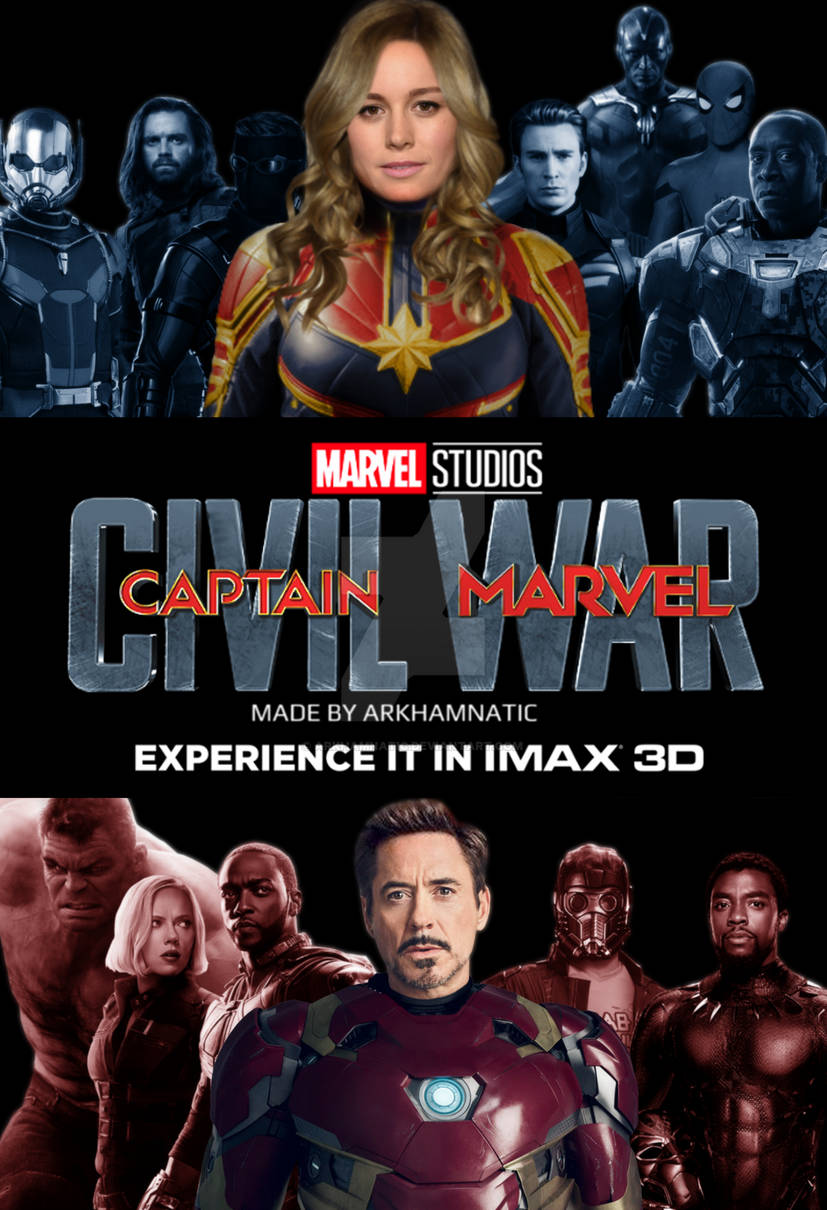 MARVEL STUDIOS
CIVIL WAR
CAPTAIN MARVEL
MADE BY ARKHAMNATIC
EXPERIENCE IT IN IMAX 3D